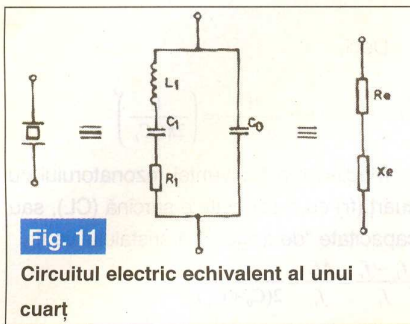 L1
C1
R1
C0
Re
Xe
Fig. 11
Circuitul electric echivalent al unui
cuarț